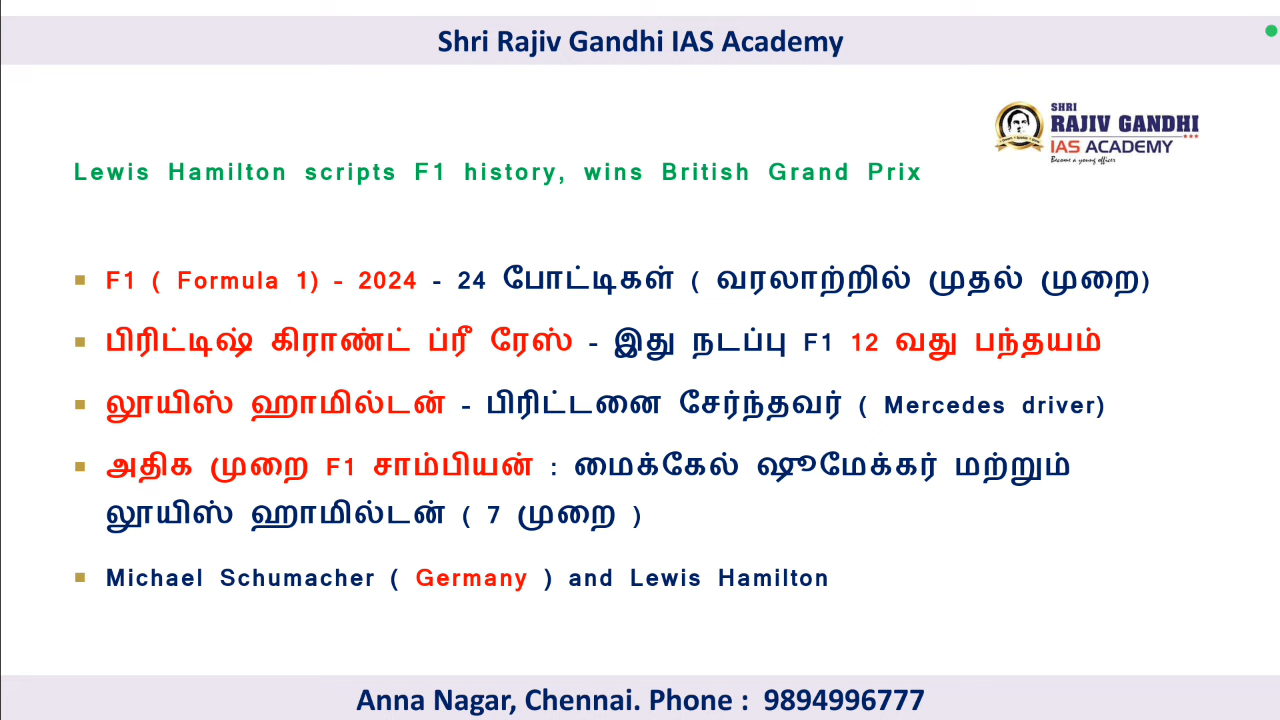 Shri Rajiv Gandhi IAS Academy
SHRI
RAJIV GANDHI
IAS ACADEMY
Become a young officer
Lewis Hamilton scripts F1 history, wins British Grand Prix
F1 ( Formula 1) - 2024 - 24 போட்டிகள் ( வரலாற்றில் முதல் முறை)
பிரிட்டிஷ் கிராண்ட் ப்ரீ ரேஸ் - இது நடப்பு F1 12 வது பந்தயம்
லூயிஸ் ஹாமில்டன் - பிரிட்டனை சேர்ந்தவர் ( Mercedes driver)
அதிக முறை F1 சாம்பியன் : மைக்கேல் ஷூமேக்கர் மற்றும்
லூயிஸ் ஹாமில்டன் ( 7 முறை )
Michael Schumacher ( Germany ) and Lewis Hamilton
Anna Nagar, Chennai. Phone : 9894996777